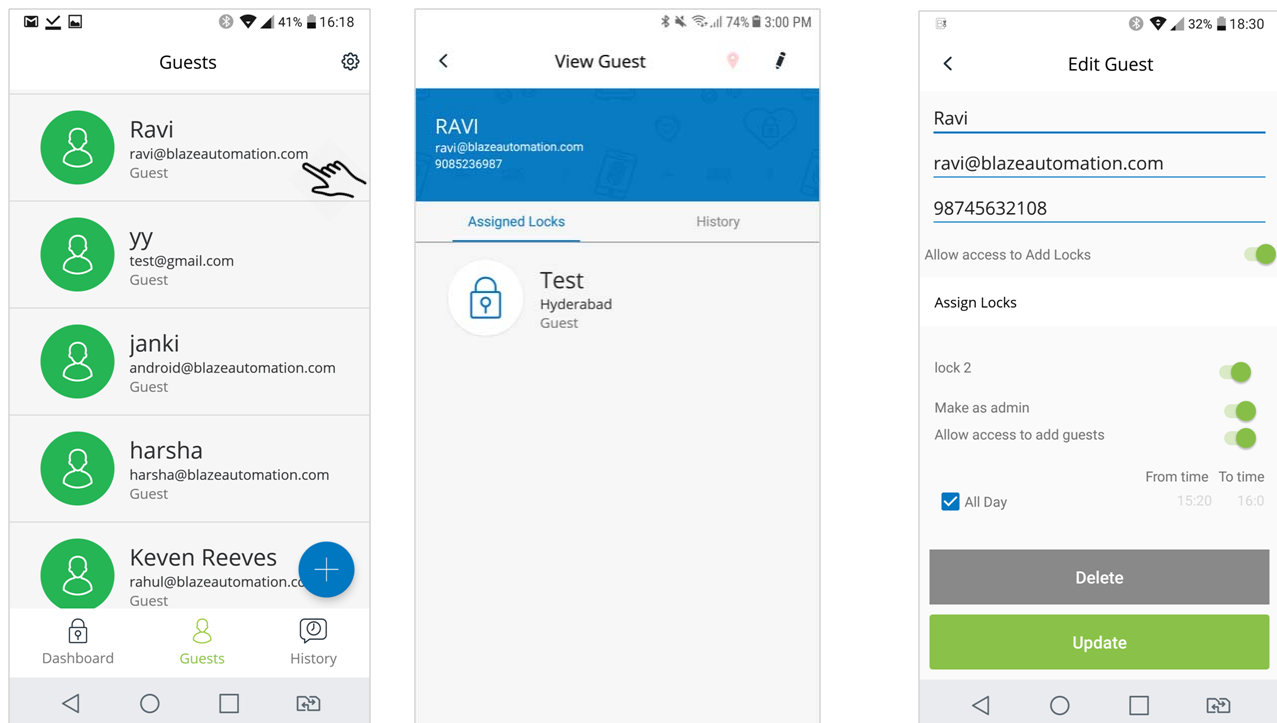 41% 16:18
Guests
Ravi
ravi@blazeautomation.com
Guest
yy
test@gmail.com
Guest
janki
android@blazeautomation.com
Guest
harsha
harsha@blazeautomation.com
Guest
Keven Reeves
rahul@blazeautomation.co
Guest
Dashboard
Guests
History
74% 3:00 PM
View Guest
RAVI
ravi@blazeautomation.com
9085236987
Assigned Locks
History
Test
Hyderabad
Guest
32% 18:30
Edit Guest
Ravi
ravi@blazeautomation.com
98745632108
Allow access to Add Locks
Assign Locks
lock 2
Make as admin
Allow access to add guests
From time To time
All Day 15:20 16:0
Delete
Update